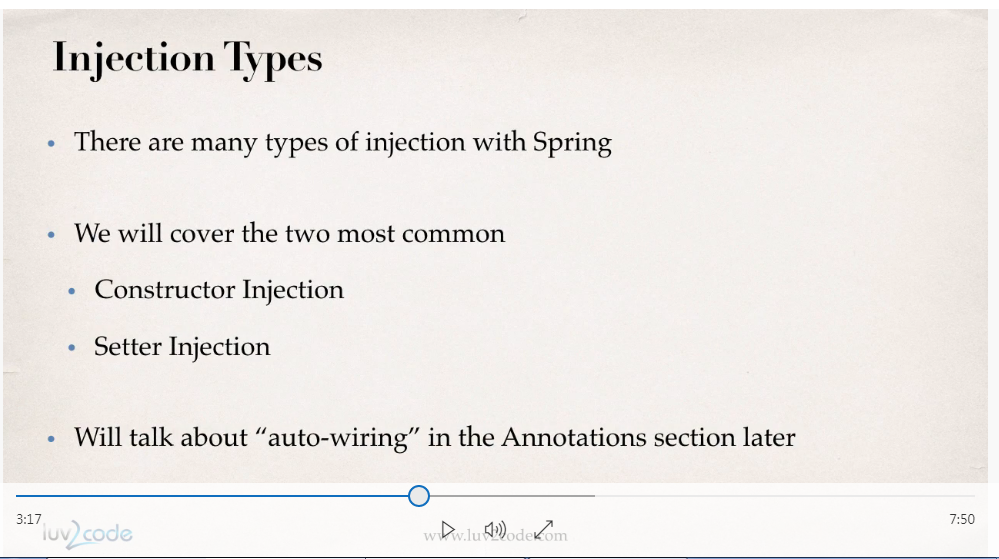 Injection Types
• There are many types of injection with Spring
• We will cover the two most common
• Constructor Injection
• Setter Injection
• Will talk about “auto-wiring” in the Annotations section later
3:17
7:50
luv2code
www.luv2code.com